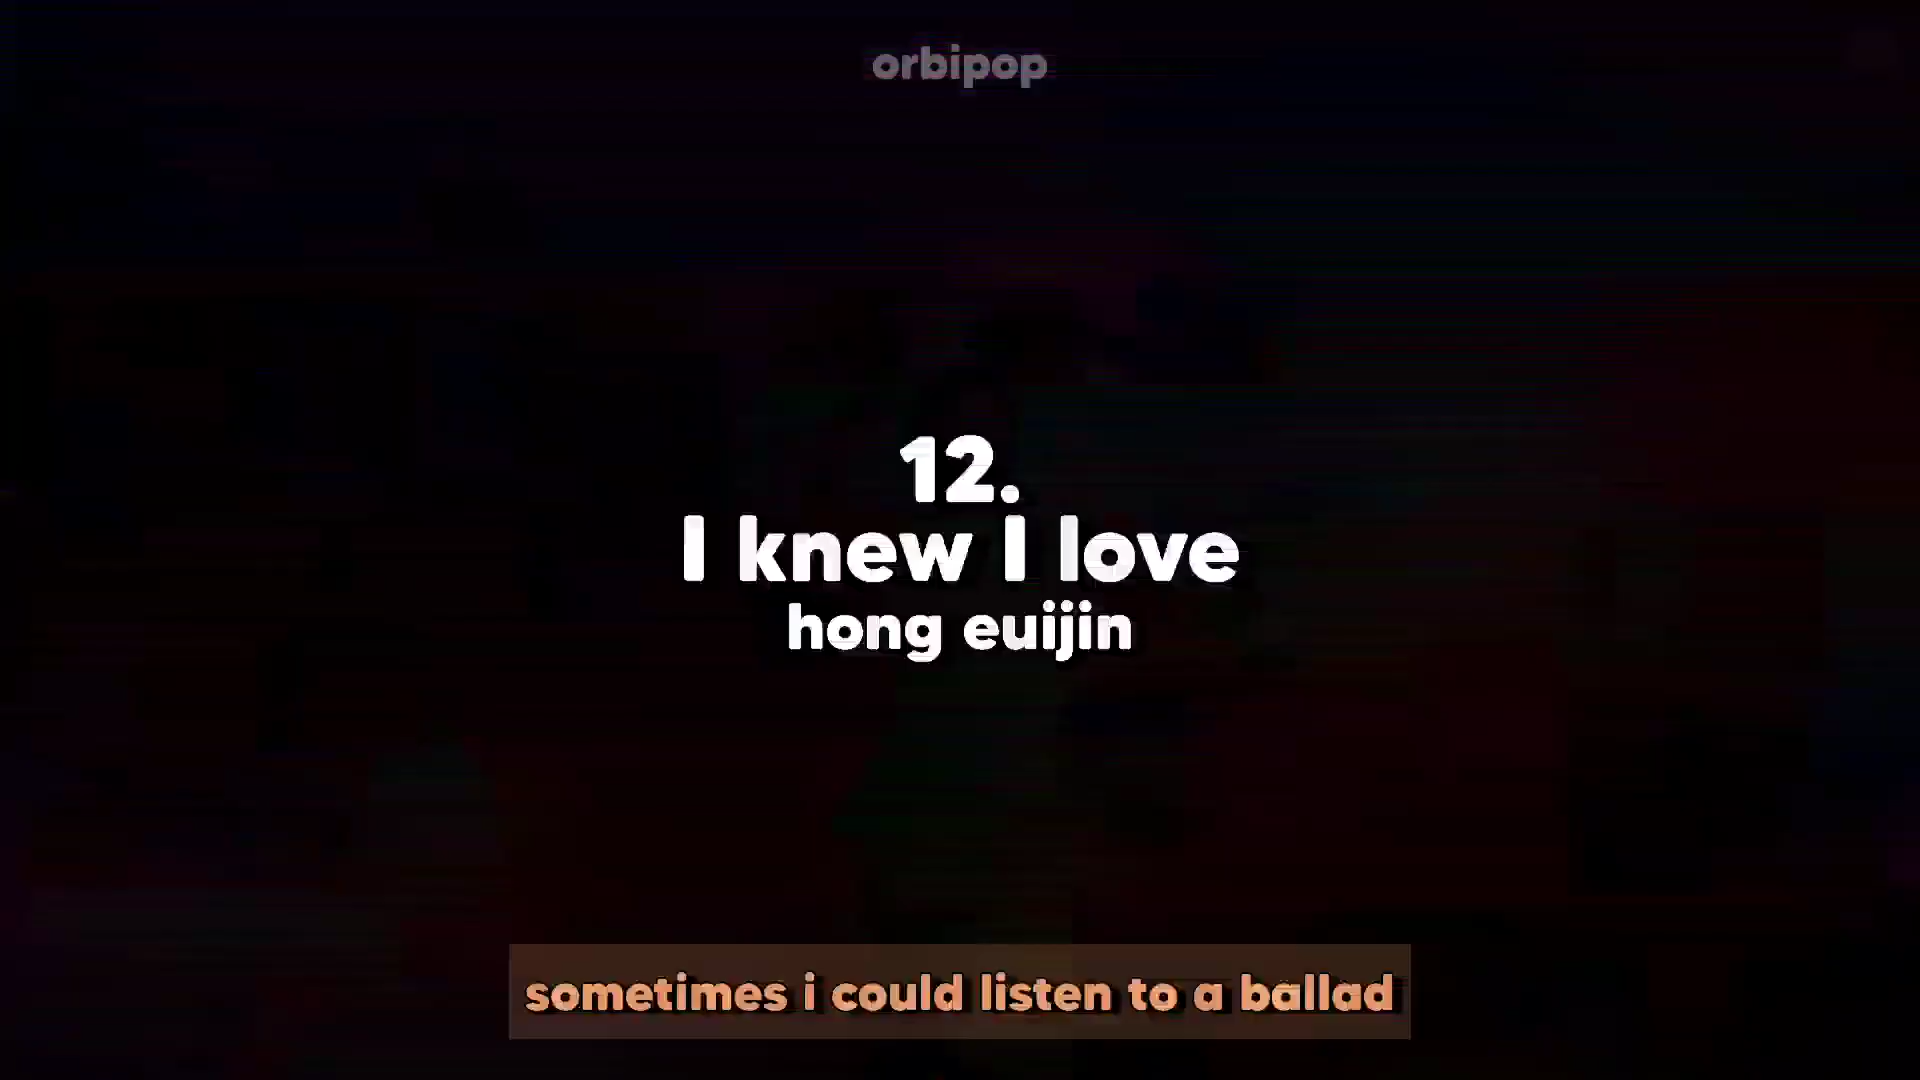 orbipop
12.
I knew I love
hong euijin
sometimes i could listen to a ballad